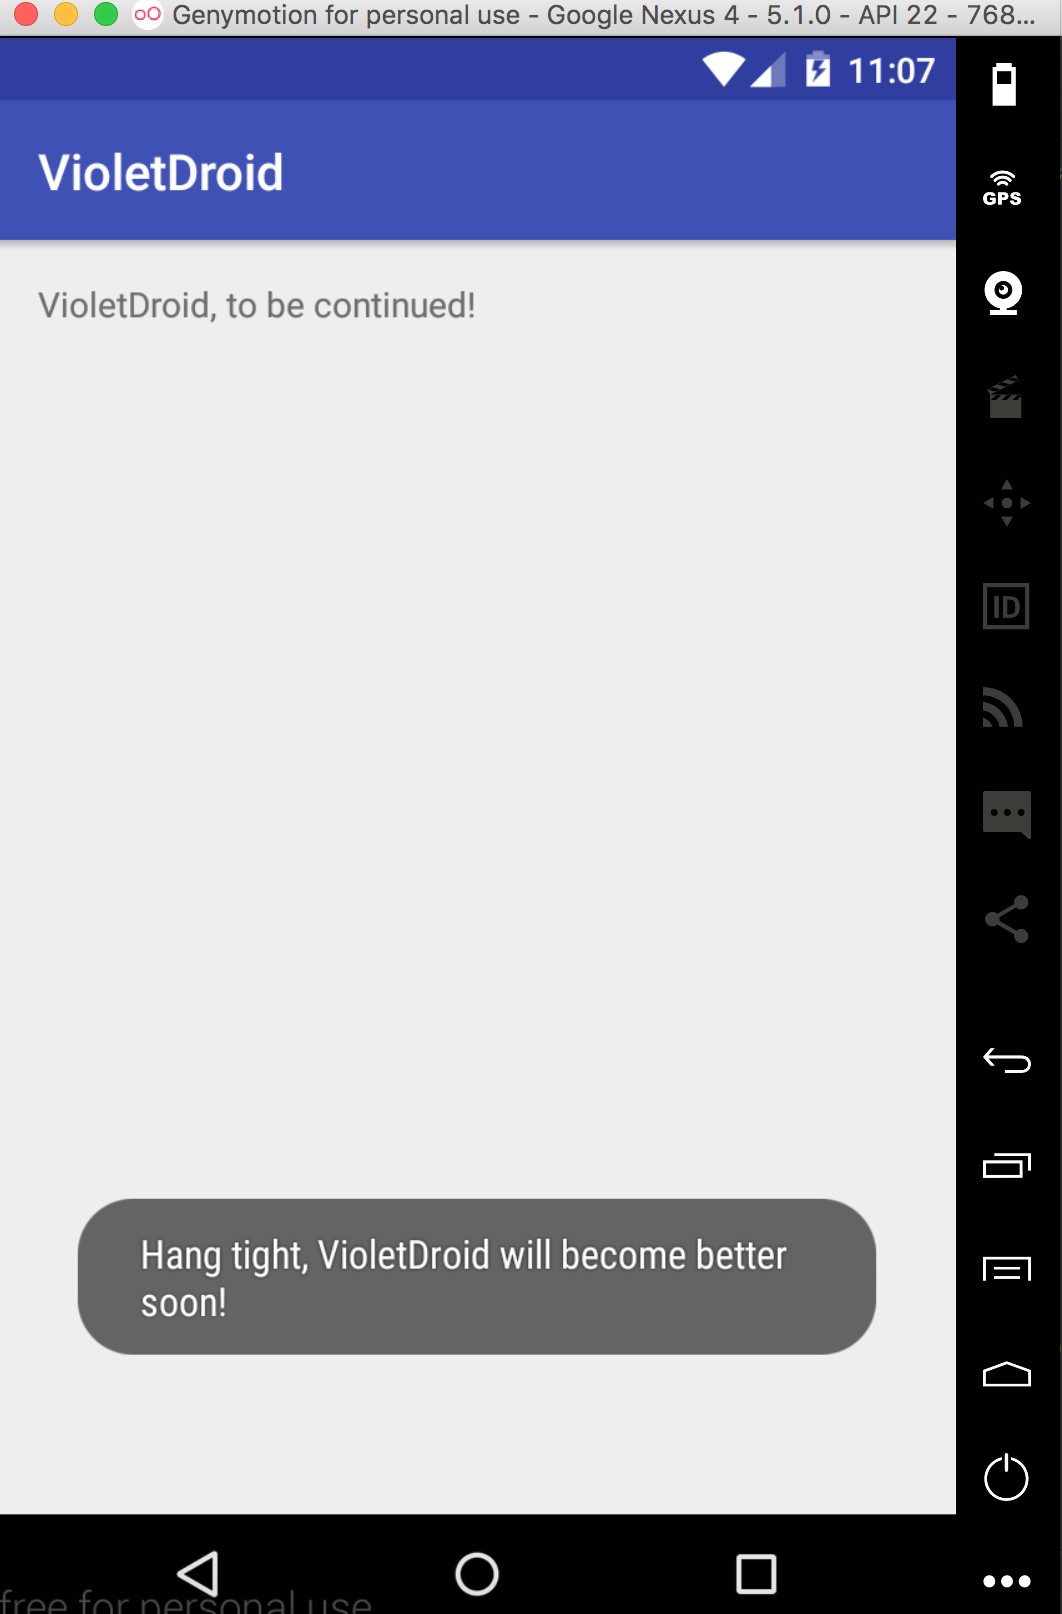 Genymotion for personal use - Google Nexus 4 - 5.1.0 - API 22 - 768...
11:07
VioletDroid
GPS
VioletDroid, to be continued!
ID
Hang tight, VioletDroid will become better
soon!
free for personal use